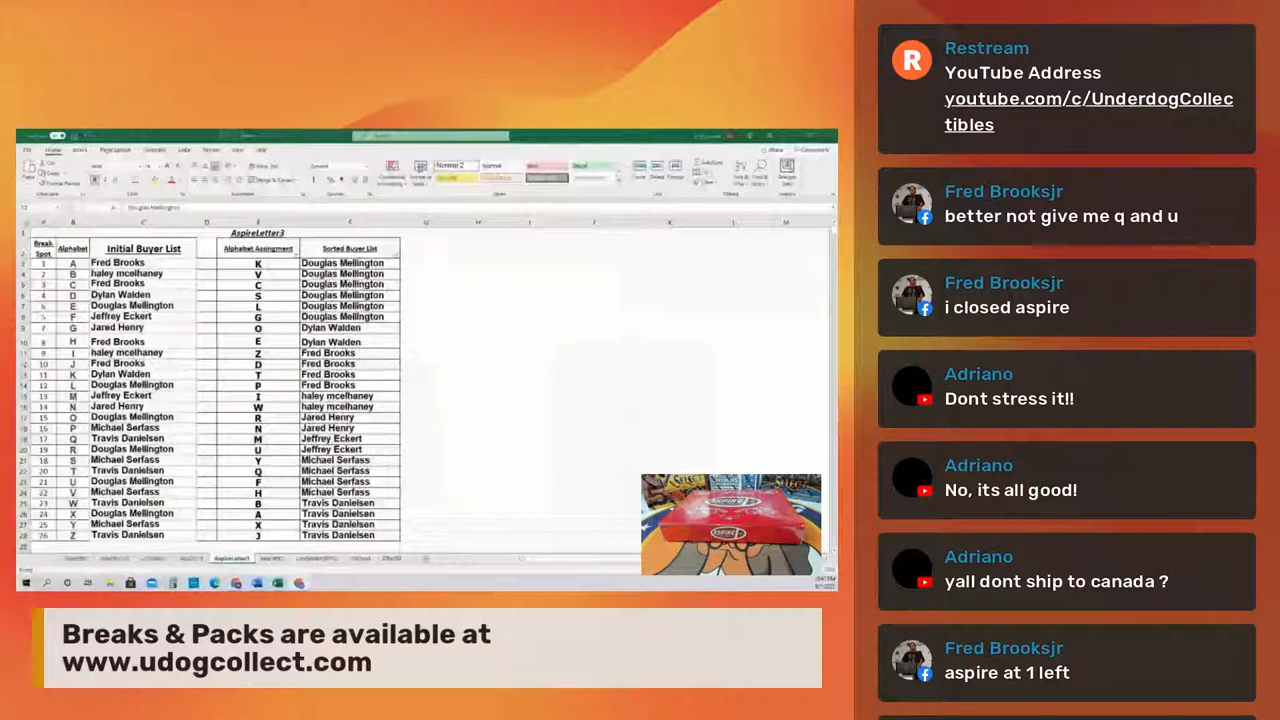 Restream
YouTube Address
youtube.com/c/UnderdogCollec
tibles
Fred Brooksjr
better not give me q and u
Fred Brooksjr
i closed aspire
Adriano
Dont stress it!!
Adriano
No, its all good!
Adriano
yall dont ship to canada ?
Fred Brooksjr
aspire at 1 left
AspireLetter3
Break Spot Alphabet Initial Buyer List Alphabet Assingment Sorted Buyer List
1 A Fred Brooks K Douglas Mellington
2 B haley mcelhaney V Douglas Mellington
3 C Fred Brooks C Douglas Mellington
4 D Dylan Walden S Douglas Mellington
E Douglas Mellington L Douglas Mellington
F Jeffrey Eckert G Douglas Mellington
7 G Jared Henry O Dylan Walden
8 H Fred Brooks E Dylan Walden
9 I haley mcelhaney Z Fred Brooks
10 J Fred Brooks D Fred Brooks
11 K Dylan Walden T Fred Brooks
12 L Douglas Mellington P Fred Brooks
13 M Jeffrey Eckert I haley mcelhaney
14 N Jared Henry W haley mcelhaney
15 O Douglas Mellington R Jared Henry
16 P Michael Serfass N Jared Henry
17 Q Travis Danielsen M Jeffrey Eckert
19 R Douglas Mellington U Jeffrey Eckert
18 S Michael Serfass Y Michael Serfass
20 T Travis Danielsen Q Michael Serfass
21 U Douglas Mellington F Michael Serfass
22 V Michael Serfass H Michael Serfass
23 W Travis Danielsen B Travis Danielsen
24 X Douglas Mellington A Travis Danielsen
25 Y Michael Serfass X Travis Danielsen
26 Z Travis Danielsen J Travis Danielsen
AspireLetter3
SELECT
ASPIRE
Breaks & Packs are available at
www.udogcollect.com